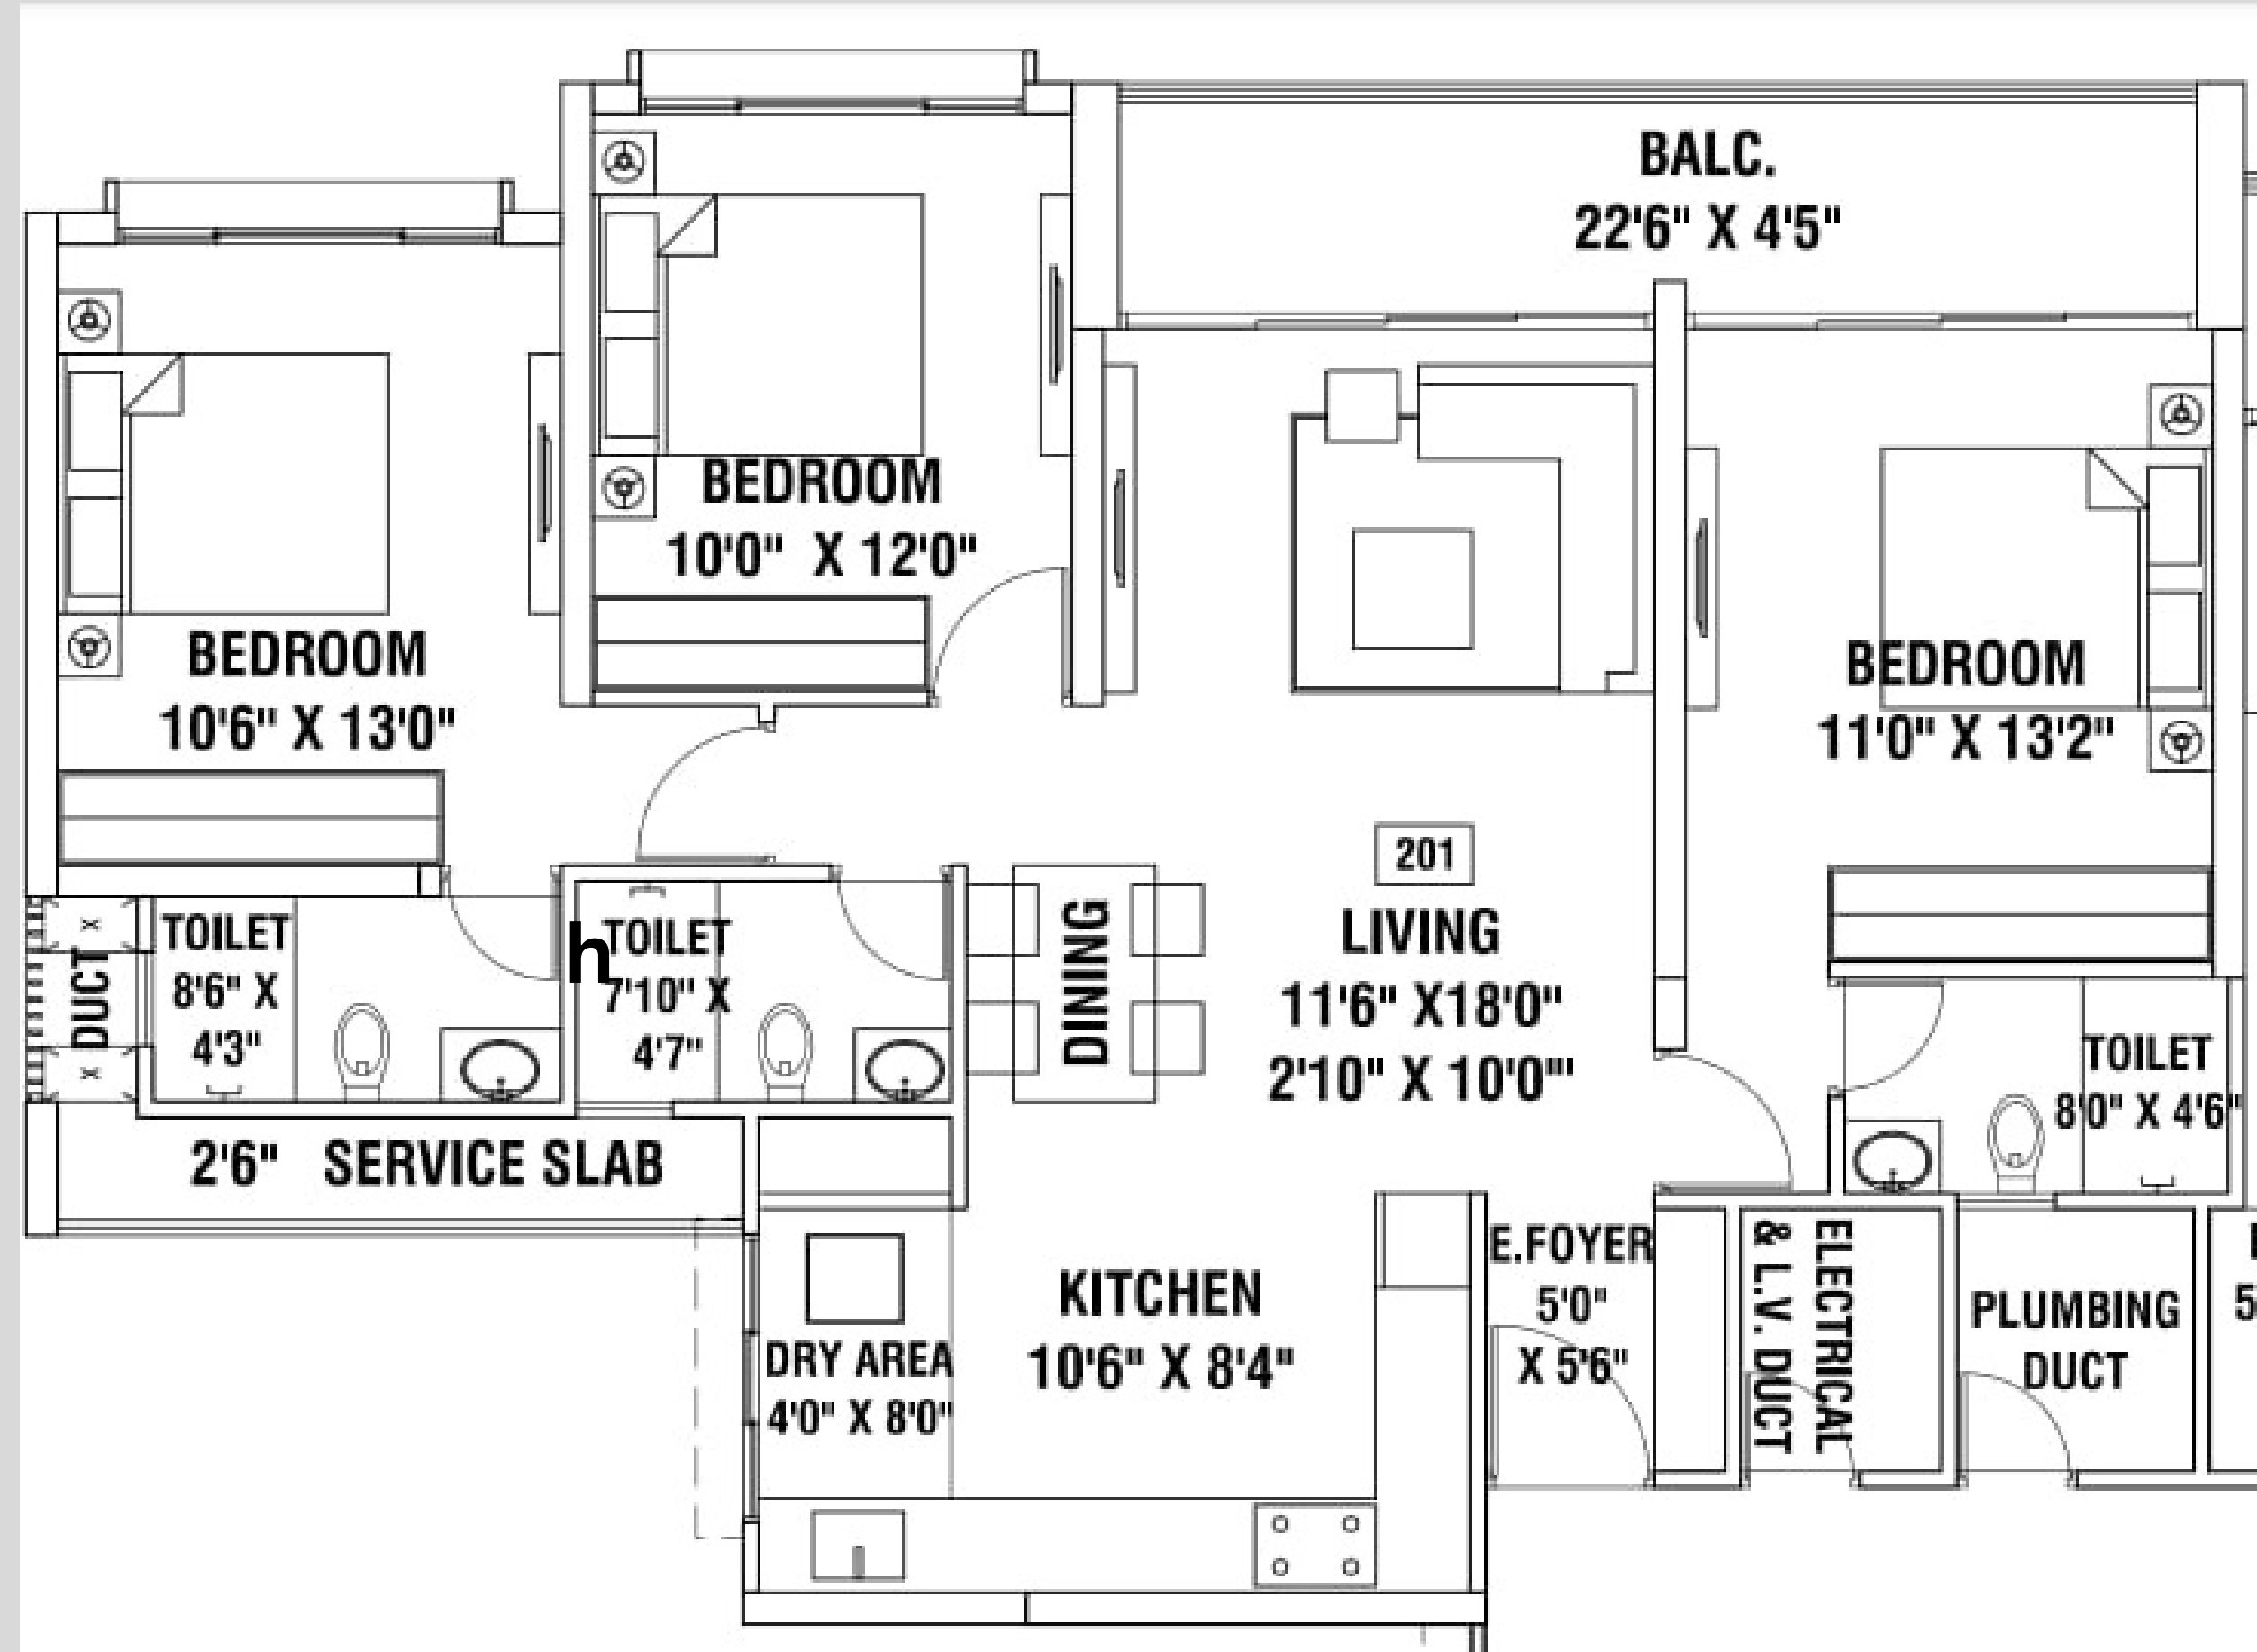 BALC.
22'6" X 4'5"
BEDROOM
10'0" X 12'0"
BEDROOM
10'6" X 13'0"
BEDROOM
11'0" X 13'2"
201
LIVING
11'6" X18'0"
2'10" X 10'0'"
DINING
TOILET
8'6" X
4'3"
DUCT
x
x
h
TOILET
7'10" X
4'7"
TOILET
8'0" X 4'6"
2'6" SERVICE SLAB
KITCHEN
10'6" X 8'4"
DRY AREA
4'0" X 8'0"
E.FOYER
5'0"
X 5'6"
ELECTRICAL
& L.V. DUCT
PLUMBING
DUCT
5